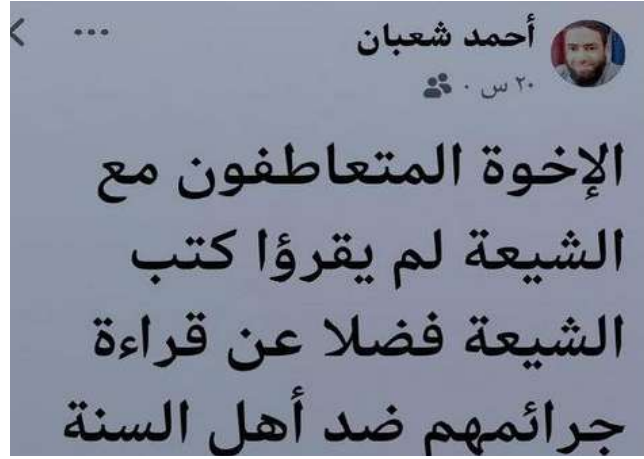 أحمد شعبان
٢٠ س ·
الإخوة المتعاطفون مع
الشيعة لم يقرؤا كتب
الشيعة فضلا عن قراءة
جرائمهم ضد أهل السنة